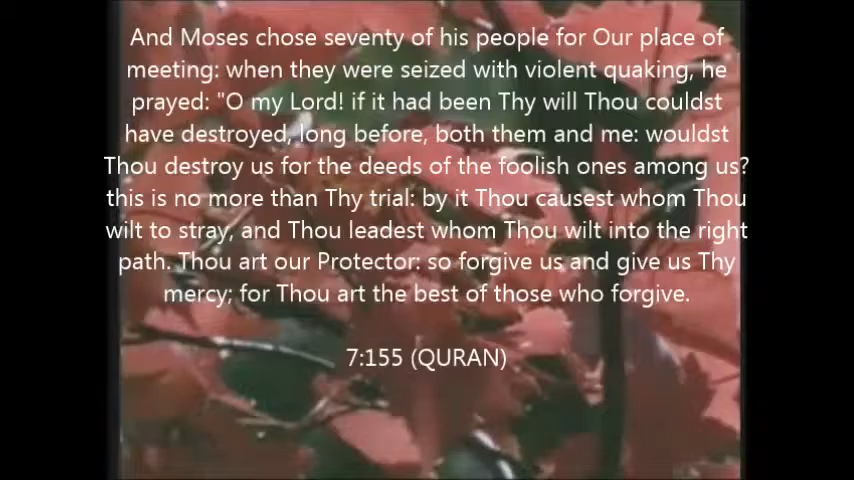 And Moses chose seventy of his people for Our place of
meeting: when they were seized with violent quaking, he
prayed: "O my Lord! if it had been Thy will Thou couldst
have destroyed, long before, both them and me: wouldst
Thou destroy us for the deeds of the foolish ones among us?
this is no more than Thy trial: by it Thou causest whom Thou
wilt to stray, and Thou leadest whom Thou wilt into the right
path. Thou art our Protector: so forgive us and give us Thy
mercy; for Thou art the best of those who forgive.
7:155 (QURAN)